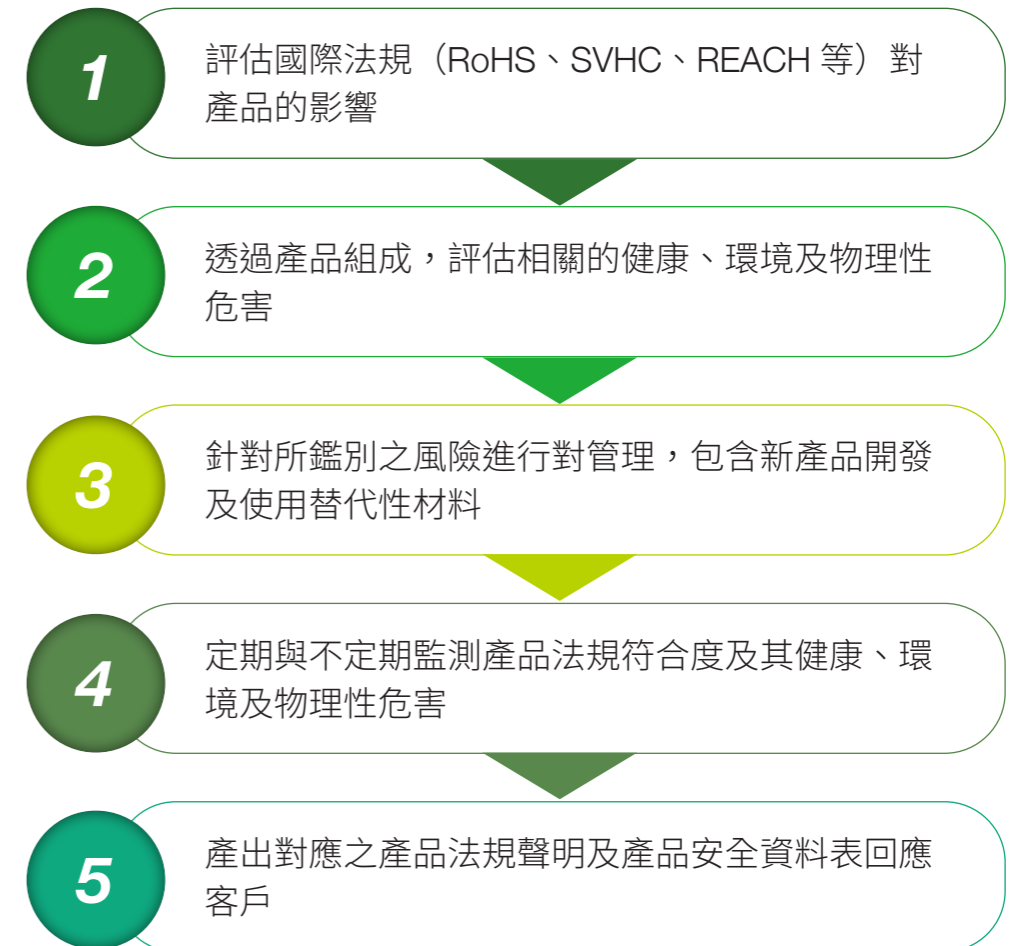 1
評估國際法規（RoHS、SVHC、REACH 等）對
產品的影響
2
透過產品組成，評估相關的健康、環境及物理性
危害
3
針對所鑑別之風險進行對管理，包含新產品開發
及使用替代性材料
4
定期與不定期監測產品法規符合度及其健康、環
境及物理性危害
5
產出對應之產品法規聲明及產品安全資料表回應
客戶